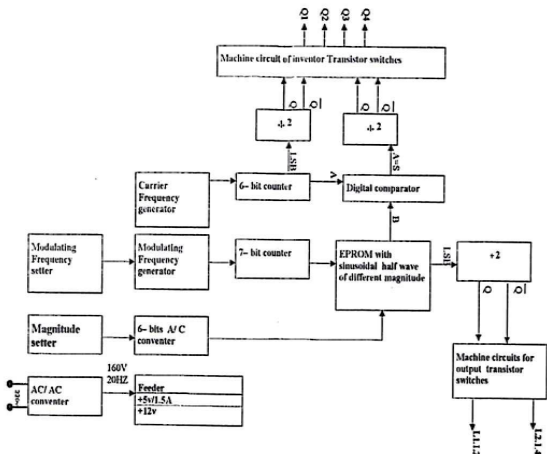 Q1 Q2 Q3 Q4
Machine circuit of inventor Transistor switches
Q Q Q Q
2 2
LSB A=S
Carrier
Frequency
generator
6- bit counter
A
Digital comparator
B
Modulating
Frequency
setter
Modulating
Frequency
generator
7- bit counter
EPROM with
sinusoidal half wave
of different magnitude
LSB
+2
Q Q
Magnitude
setter
6- bits A/ C
conventer
Machine circuits for
output transistor
switches
AC/ AC
conventer
160V
20HZ
Feeder
+5v/1.5A
+12v